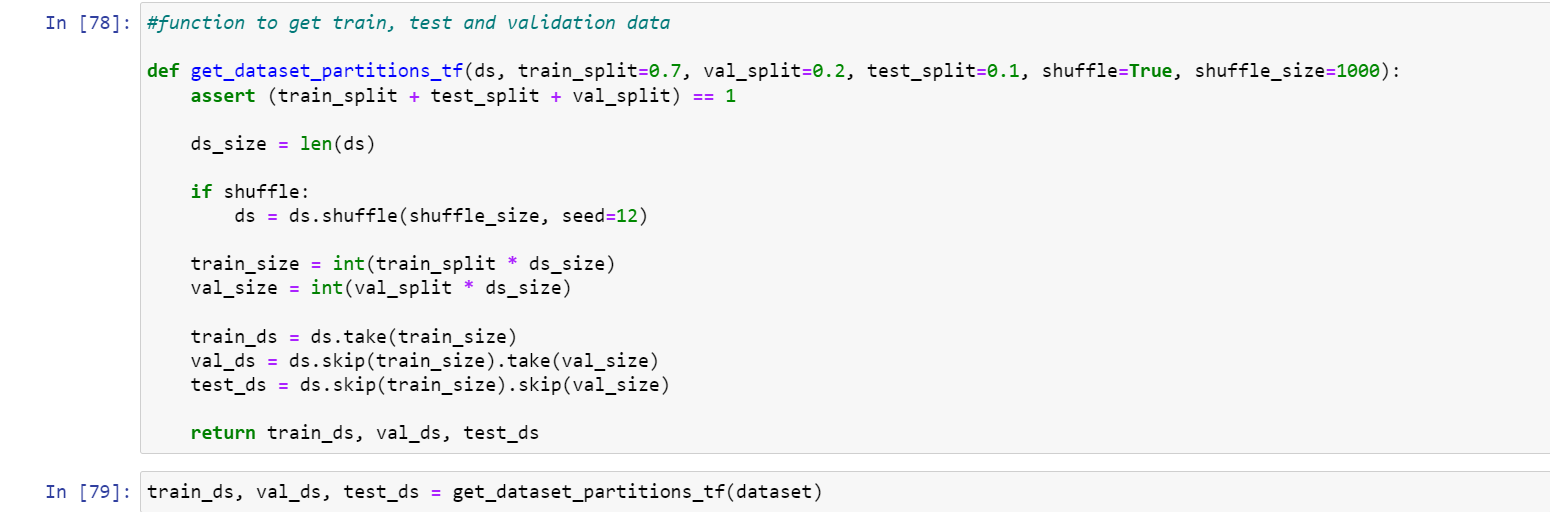 In [78]: #function to get train, test and validation data
def get_dataset_partitions_tf(ds, train_split=0.7, val_split=0.2, test_split=0.1, shuffle=True, shuffle_size=1000):
    assert (train_split + test_split + val_split) == 1
    ds_size = len(ds)
    if shuffle:
        ds = ds.shuffle(shuffle_size, seed=12)
    train_size = int(train_split * ds_size)
    val_size = int(val_split * ds_size)
    train_ds = ds.take(train_size)
    val_ds = ds.skip(train_size).take(val_size)
    test_ds = ds.skip(train_size).skip(val_size)
    return train_ds, val_ds, test_ds
In [79]: train_ds, val_ds, test_ds = get_dataset_partitions_tf(dataset)